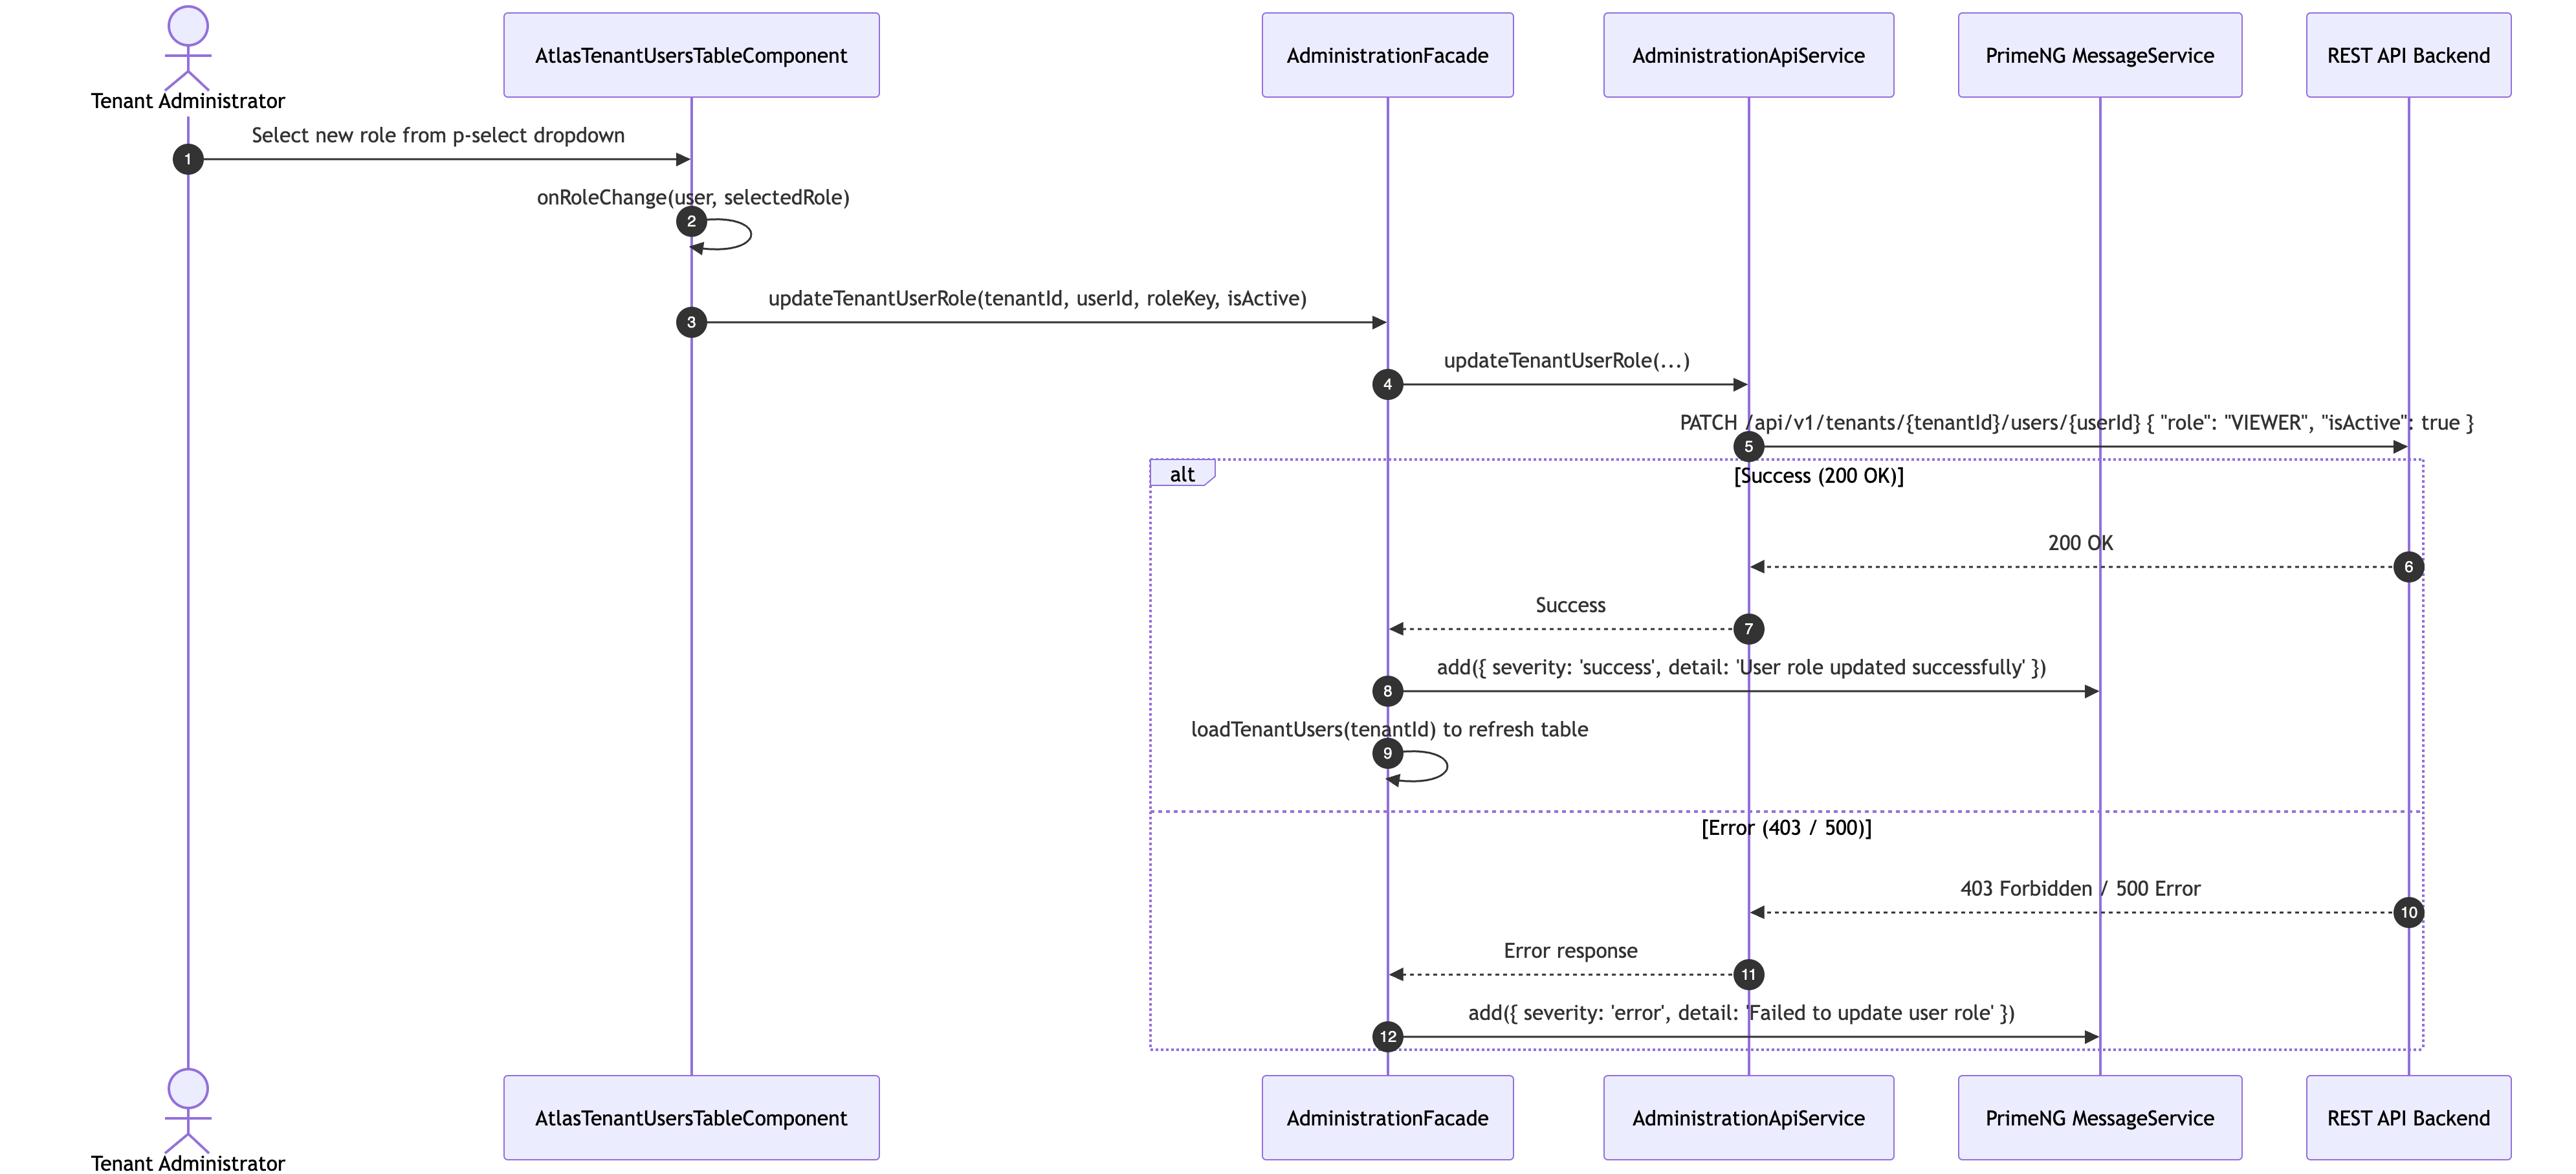 Tenant Administrator
AtlasTenantUsersTableComponent
AdministrationFacade
AdministrationApiService
PrimeNG MessageService
REST API Backend
Select new role from p-select dropdown
1
onRoleChange(user, selectedRole)
2
updateTenantUserRole(tenantId, userId, roleKey, isActive)
3
updateTenantUserRole(...)
4
PATCH /api/v1/tenants/{tenantId}/users/{userId} { "role": "VIEWER", "isActive": true }
5
alt
[Success (200 OK)]
200 OK
6
Success
7
add({ severity: 'success', detail: 'User role updated successfully' })
8
loadTenantUsers(tenantId) to refresh table
9
[Error (403 / 500)]
403 Forbidden / 500 Error
10
Error response
11
add({ severity: 'error', detail: 'Failed to update user role' })
12
Tenant Administrator
AtlasTenantUsersTableComponent
AdministrationFacade
AdministrationApiService
PrimeNG MessageService
REST API Backend